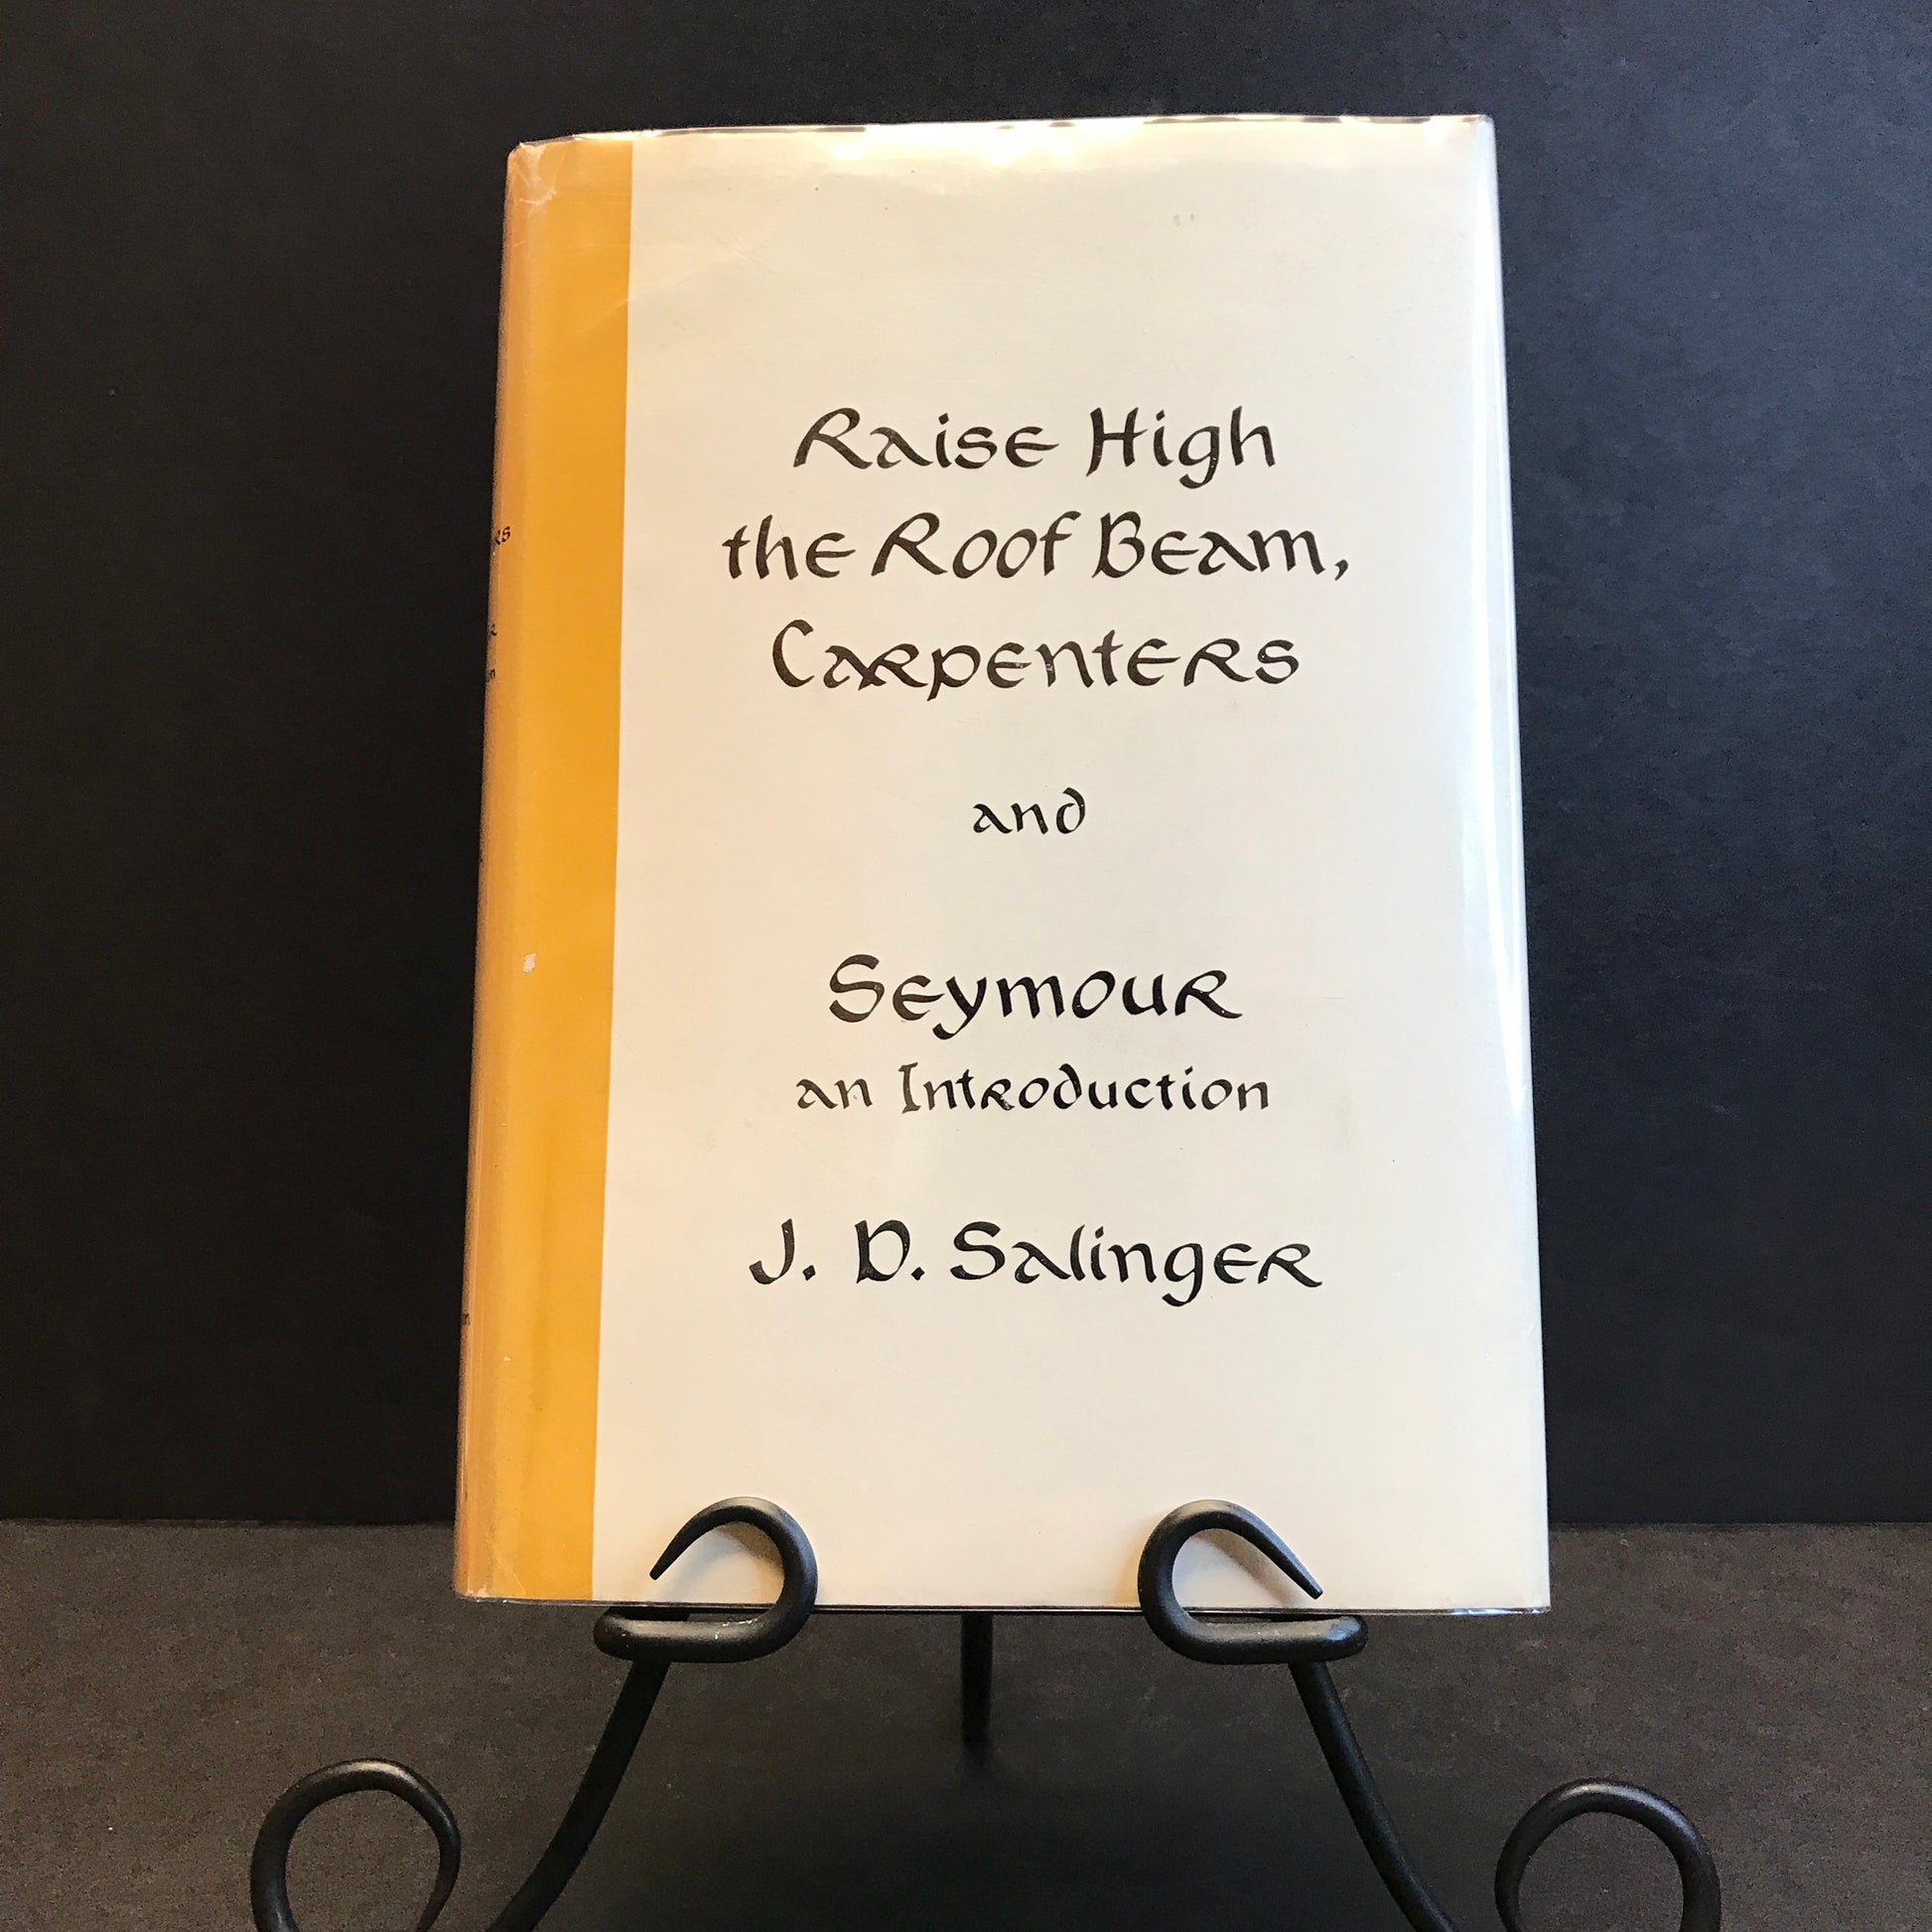 Raise High
the Roof Beam,
Carpenters
and
Seymour
an Introduction
J. D. Salinger